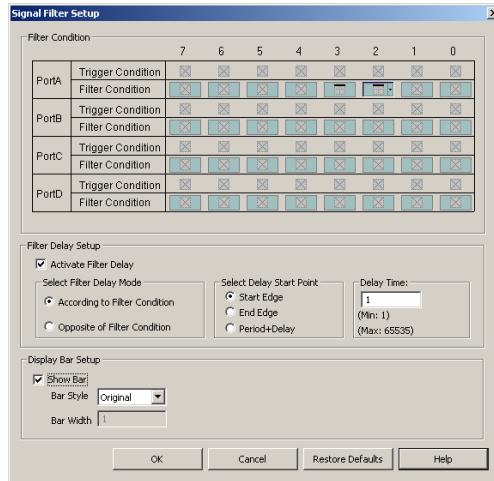 Signal Filter Setup
Filter Condition
7 6 5 4 3 2 1 0
PortA
Trigger Condition
Filter Condition
PortB
Trigger Condition
Filter Condition
PortC
Trigger Condition
Filter Condition
PortD
Trigger Condition
Filter Condition
Filter Delay Setup
Activate Filter Delay
Select Filter Delay Mode
According to Filter Condition
Opposite of Filter Condition
Select Delay Start Point
Start Edge
End Edge
Period+Delay
Delay Time:
1
(Min: 1)
(Max: 65535)
Display Bar Setup
Show Bar
Bar Style Original
Bar Width 1
OK Cancel Restore Defaults Help